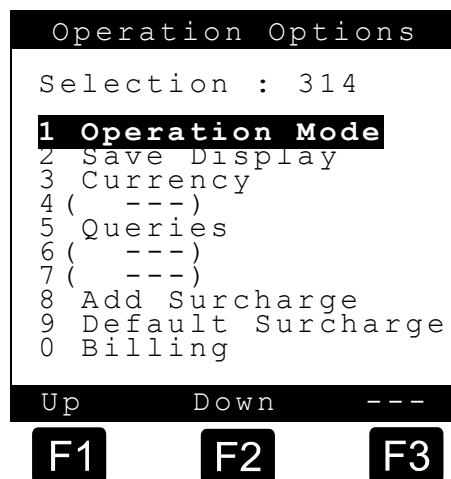 Operation Options
Selection : 314
1 Operation Mode
2 Save Display
3 Currency
4( ---)
5 Queries
6( ---)
7( ---)
8 Add Surcharge
9 Default Surcharge
0 Billing
Up Down ---
F1 F2 F3